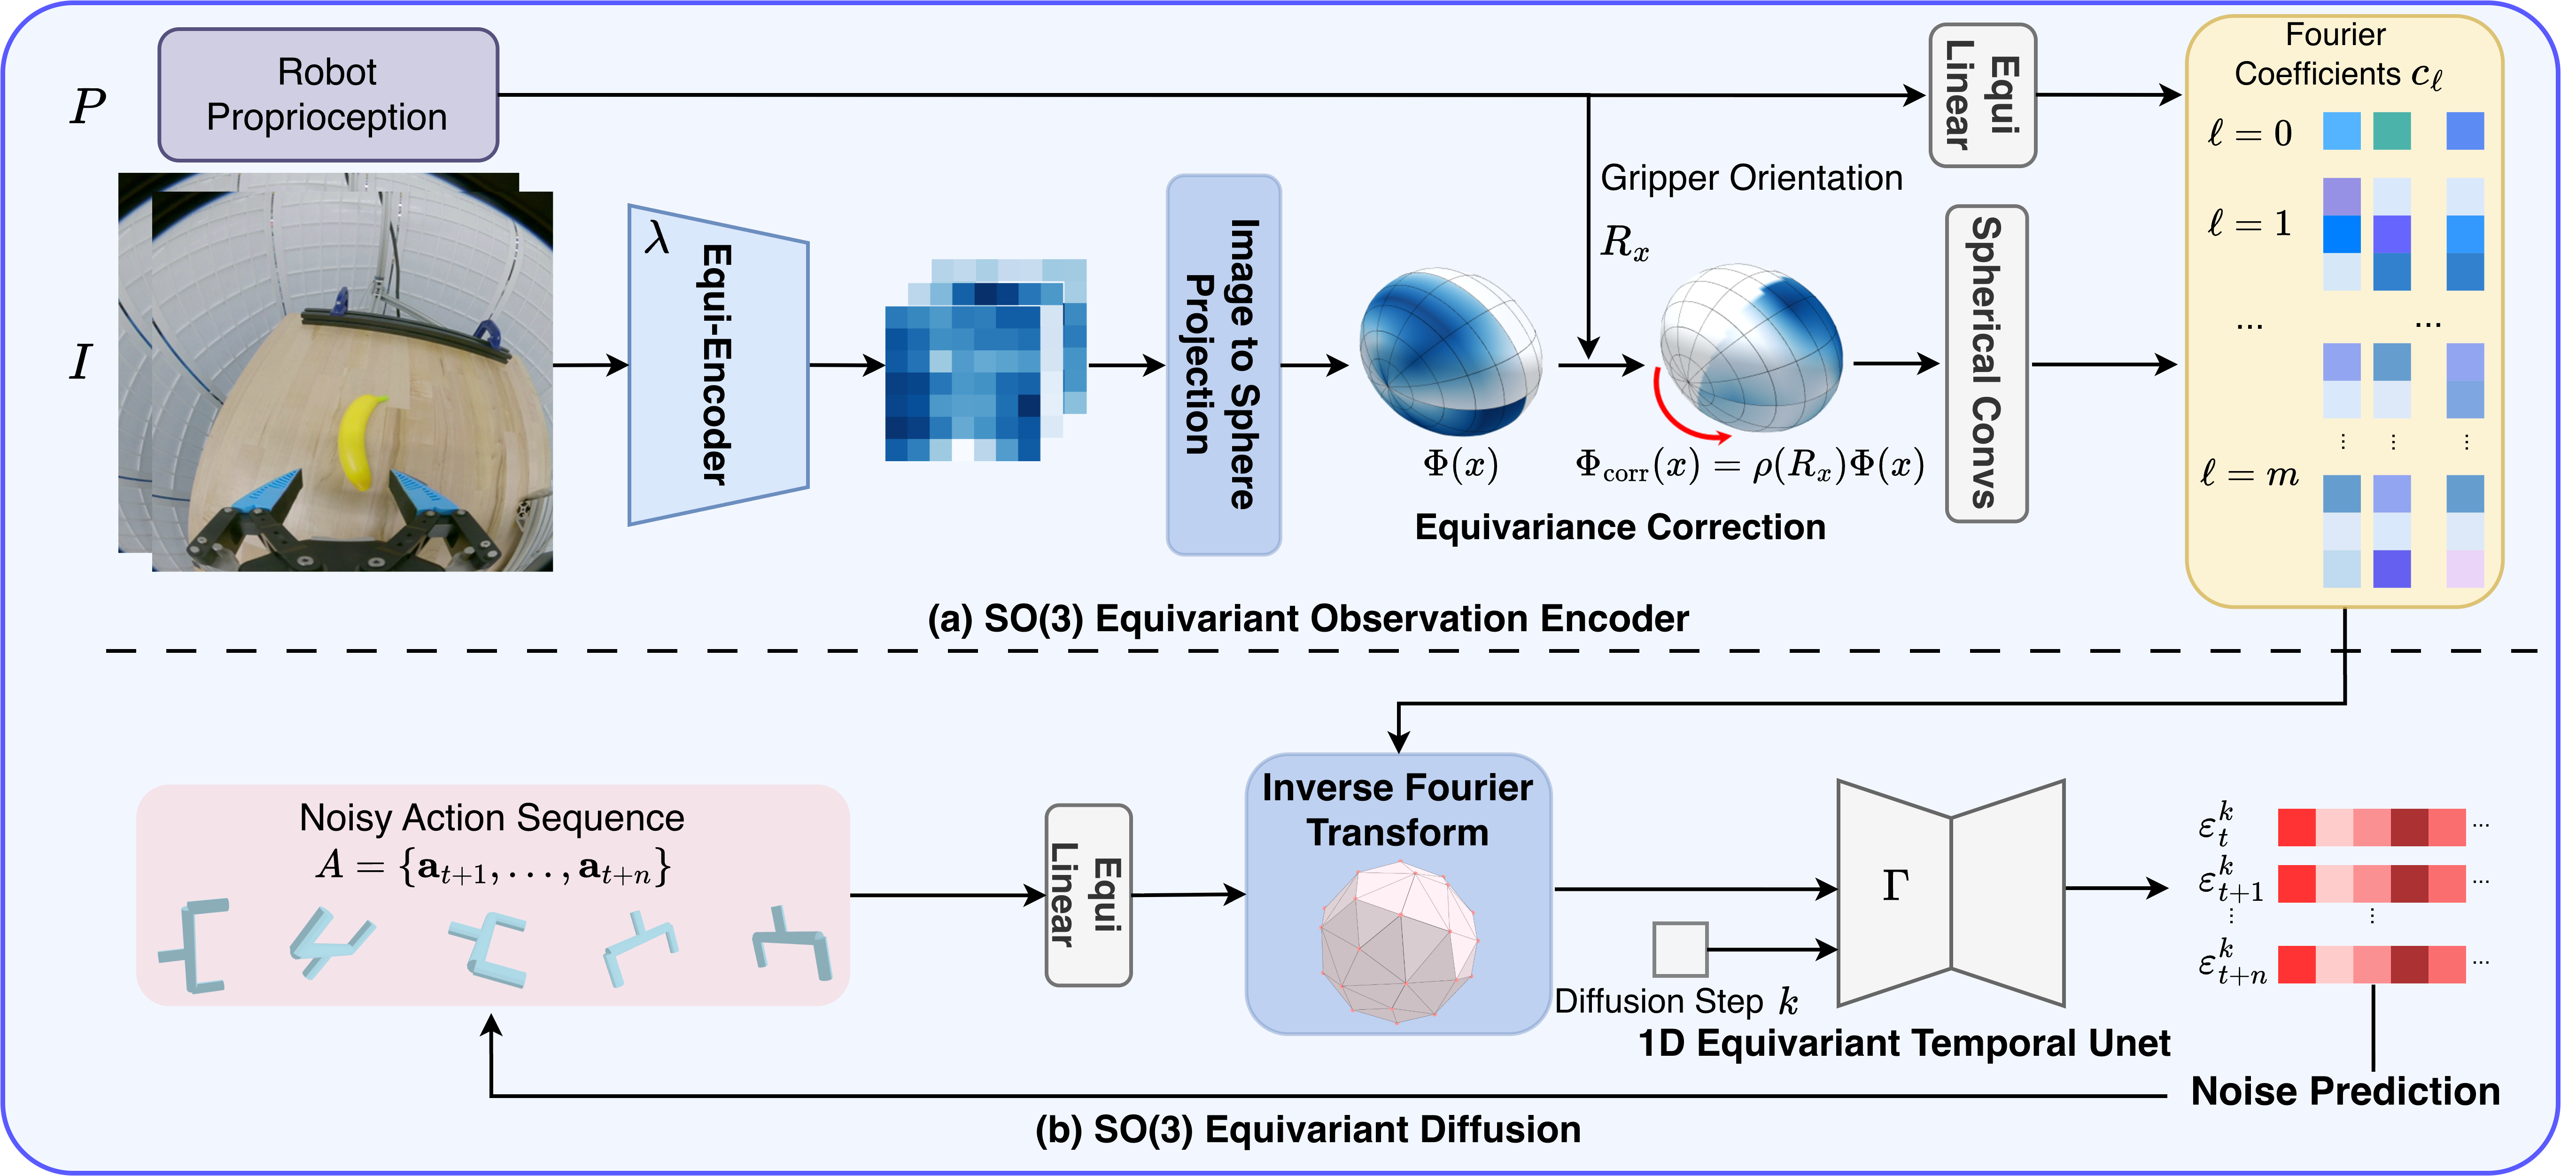 P
Robot
Proprioception
Equi
Linear
Fourier
Coefficients $c_\ell$
$\ell = 0$
$\ell = 1$
...
...
$\ell = m$
Gripper Orientation
$R_x$
I
λ
Equi-Encoder
Image to Sphere
Projection
$\Phi(x)$
$\Phi_{\mathrm{corr}}(x) = \rho(R_x)\Phi(x)$
Equivariance Correction
Spherical Convs
(a) SO(3) Equivariant Observation Encoder
Noisy Action Sequence
$A = \{\mathbf{a}_{t+1}, \ldots, \mathbf{a}_{t+n}\}$
Equi
Linear
Inverse Fourier
Transform
Diffusion Step $k$
Γ
1D Equivariant Temporal Unet
$\varepsilon_t^k$ ...
$\varepsilon_{t+1}^k$ ...
$\varepsilon_{t+n}^k$ ...
Noise Prediction
(b) SO(3) Equivariant Diffusion